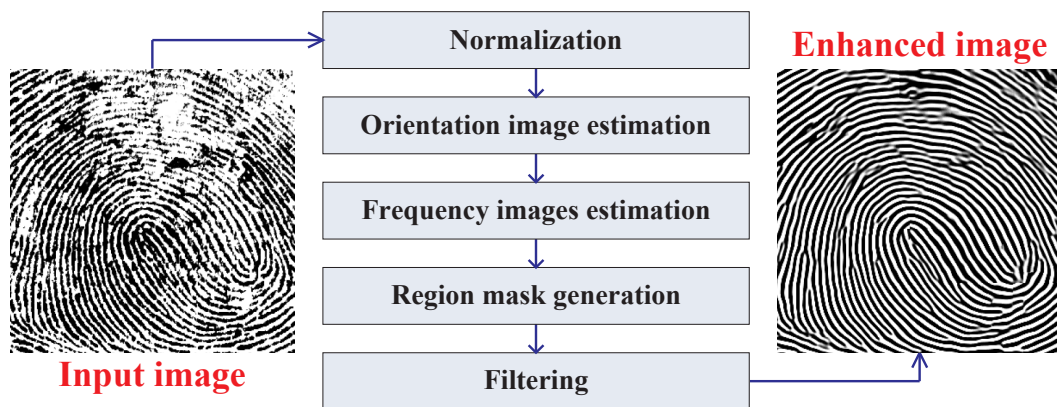 Normalization
Enhanced image
Orientation image estimation
Frequency images estimation
Region mask generation
Input image
Filtering